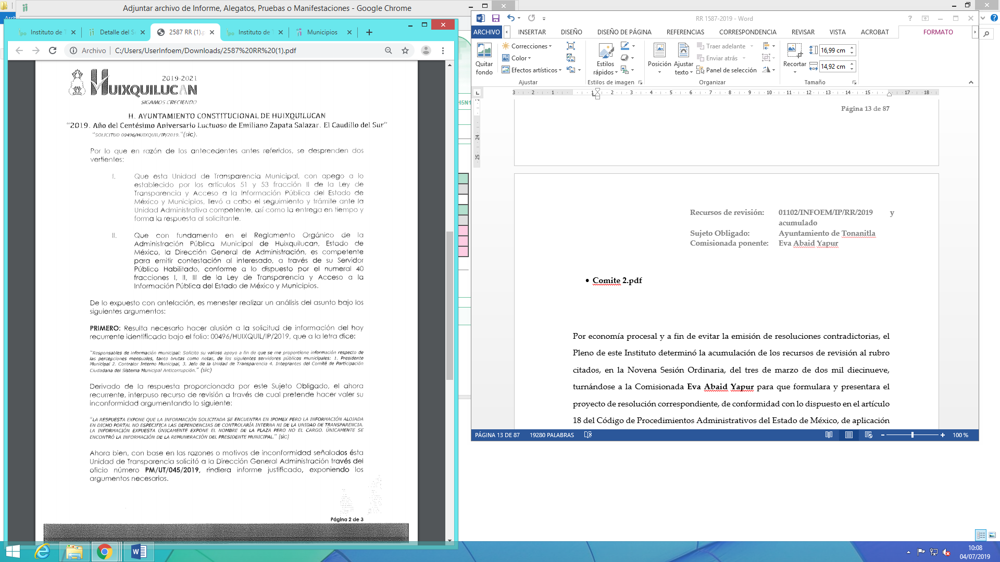 Adjuntar archivo de Informe, Alegatos, Pruebas o Manifestaciones - Google Chrome
Instituto de T
Detalle del S
2587 RR (1).p
Instituto de T
Municipios
Archivo
C:/Users/UserInfoem/Downloads/2587%20RR%20(1).pdf
2019-2021
HUIXQUILUCAN
SIGAMOS CRECIENDO
H. AYUNTAMIENTO CONSTITUCIONAL DE HUIXQUILUCAN
"2019. Año del Centésimo Aniversario Luctuoso de Emiliano Zapata Salazar. El Caudillo del Sur"
"SOLICITUD 00496/HUIXQUIL/IP/2019."(sic).
Por lo que en razón de los antecedentes antes referidos, se desprenden dos
vertientes:
I. Que esta Unidad de Transparencia Municipal, con apego a lo
establecido por los artículos 51 y 53 fracción II de la Ley de
Transparencia y Acceso a la Información Pública del Estado de
México y Municipios, llevó a cabo el seguimiento y trámite ante la
Unidad Administrativa competente, así como la entrega en tiempo y
forma la respuesta al solicitante.
II. Que con fundamento en el Reglamento Orgánico de la
Administración Pública Municipal de Huixquilucan, Estado de
México, la Dirección General de Administración, es competente
para emitir contestación al interesado, a través de su Servidor
Público Habilitado, conforme a lo dispuesto por el numeral 40
fracciones I, II, III de la Ley de Transparencia y Acceso a la
Información Pública del Estado de México y Municipios.
De lo expuesto con antelación, es menester realizar un análisis del asunto bajo los
siguientes argumentos:
PRIMERO: Resulta necesario hacer alusión a la solicitud de información del hoy
recurrente identificada bajo el folio: 00496/HUIXQUIL/IP/2019, que a la letra dice:
"Responsables de información municipal: Solicito su valioso apoyo a fin de que se me proporcione información respecto de
las percepciones mensuales, tanto brutas como netas, de los siguientes servidores públicos municipales: 1. Presidente
Municipal 2. Contralor Interno Municipal, 3. Jefe de la Unidad de Transparencia 4. Integrantes del Comité de Participación
Ciudadana del Sistema Municipal Anticorrupción." (sic)
Derivado de la respuesta proporcionada por este Sujeto Obligado, el ahora
recurrente, interpuso recurso de revisión a través de cual pretende hacer valer su
inconformidad argumentando lo siguiente:
"LA RESPUESTA EXPONE QUE LA INFORMACIÓN SOLICITADA SE ENCUENTRA EN IPOMEX PERO LA INFORMACIÓN ALOJADA
EN DICHO PORTAL NO ESPECIFICA LAS DEPENDENCIAS DE CONTROLARÍA INTERNA NI DE LA UNIDAD DE TRANSPARENCIA.
LA INFORMACIÓN EXPUESTA ÚNICAMENTE EXPONE EL NOMBRE DE LA PLAZA PERO NO EL CARGO. ÚNICAMENTE SE
ENCONTRÓ LA INFORMACIÓN DE LA REMUNERACIÓN DEL PRESIDENTE MUNICIPAL." (sic)
Ahora bien, con base en las razones o motivos de inconformidad señalados ésta
Unidad de Transparencia solicitó a la Dirección General Administración través del
oficio número PM/UT/045/2019, rindiera informe justificado, exponiendo los
argumentos necesarios.
Página 2 de 3
H5N1
RR 1587-2019 - Word
ARCHIVO INSERTAR DISEÑO DISEÑO DE PÁGINA REFERENCIAS CORRESPONDENCIA REVISAR VISTA ACROBAT FORMATO
Quitar fondo
Correcciones
Color
Efectos artísticos
Ajustar
Estilos rápidos
Estilos de imagen
Posición
Ajustar texto
Traer adelante
Enviar atrás
Panel de selección
Organizar
Recortar
16,99 cm
14,92 cm
Tamaño
3 2 1 1 2 3 4 5 6 7 8 9 10 11 12 13 14 15 17 18
24
25
Página 13 de 87
Recursos de revisión: 01102/INFOEM/IP/RR/2019 y
acumulado
Sujeto Obligado: Ayuntamiento de Tonanitla
Comisionada ponente: Eva Abaid Yapur
• Comite 2.pdf
Por economía procesal y a fin de evitar la emisión de resoluciones contradictorias, el
Pleno de este Instituto determinó la acumulación de los recursos de revisión al rubro
citados, en la Novena Sesión Ordinaria, del tres de marzo de dos mil diecinueve,
turnándose a la Comisionada Eva Abaid Yapur para que formulara y presentara el
proyecto de resolución correspondiente, de conformidad con lo dispuesto en el artículo
18 del Código de Procedimientos Administrativos del Estado de México, de aplicación
PÁGINA 13 DE 87 19280 PALABRAS 100 %
10:08
04/07/2019